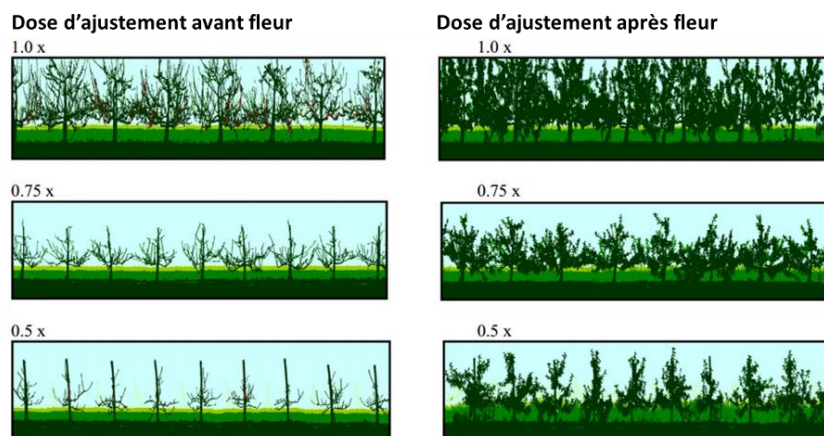 Dose d’ajustement avant fleur
1.0 x
0.75 x
0.5 x
Dose d’ajustement après fleur
1.0 x
0.75 x
0.5 x